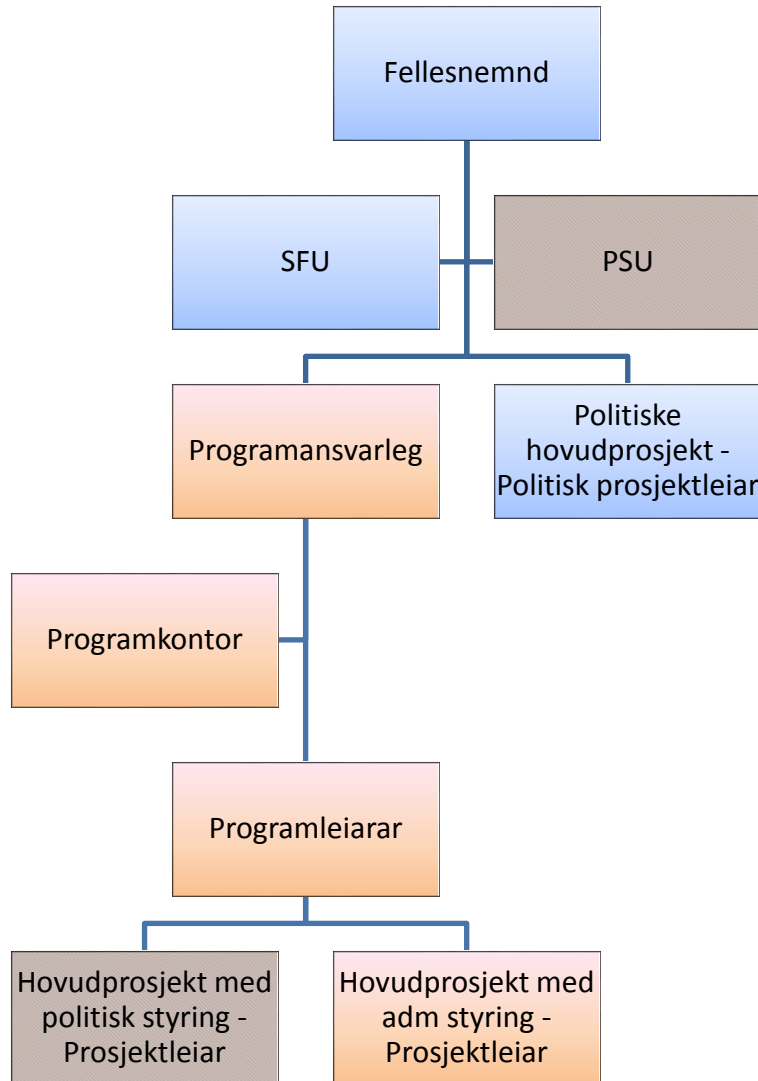 Fellesnemnd
SFU
PSU
Programansvarleg
Politiske
hovudprosjekt -
Politisk prosjektleiar
Programkontor
Programleiarar
Hovudprosjekt med
politisk styring -
Prosjektleiar
Hovudprosjekt med
adm styring -
Prosjektleiar